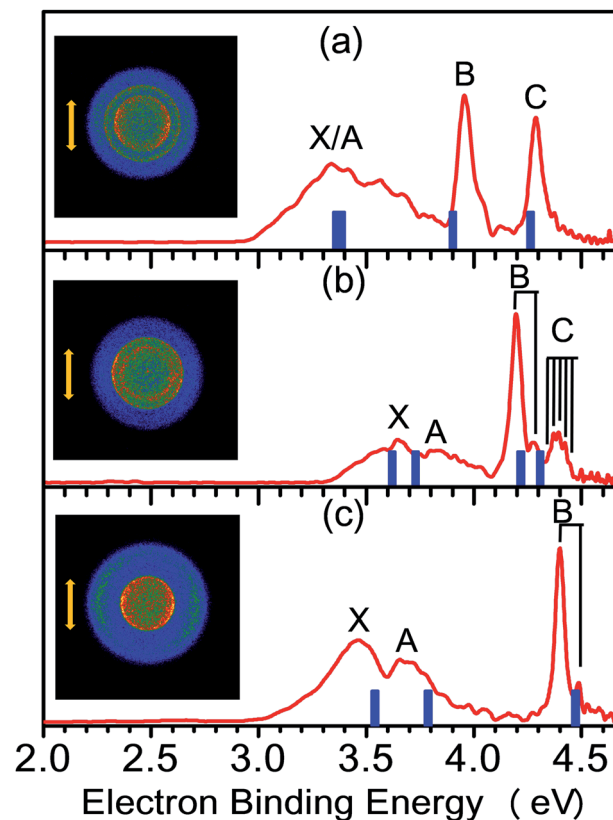 (a)
B
C
X/A
(b)
B
C
X
A
(c)
B
X
A
2.0 2.5 3.0 3.5 4.0 4.5
Electron Binding Energy ( eV)